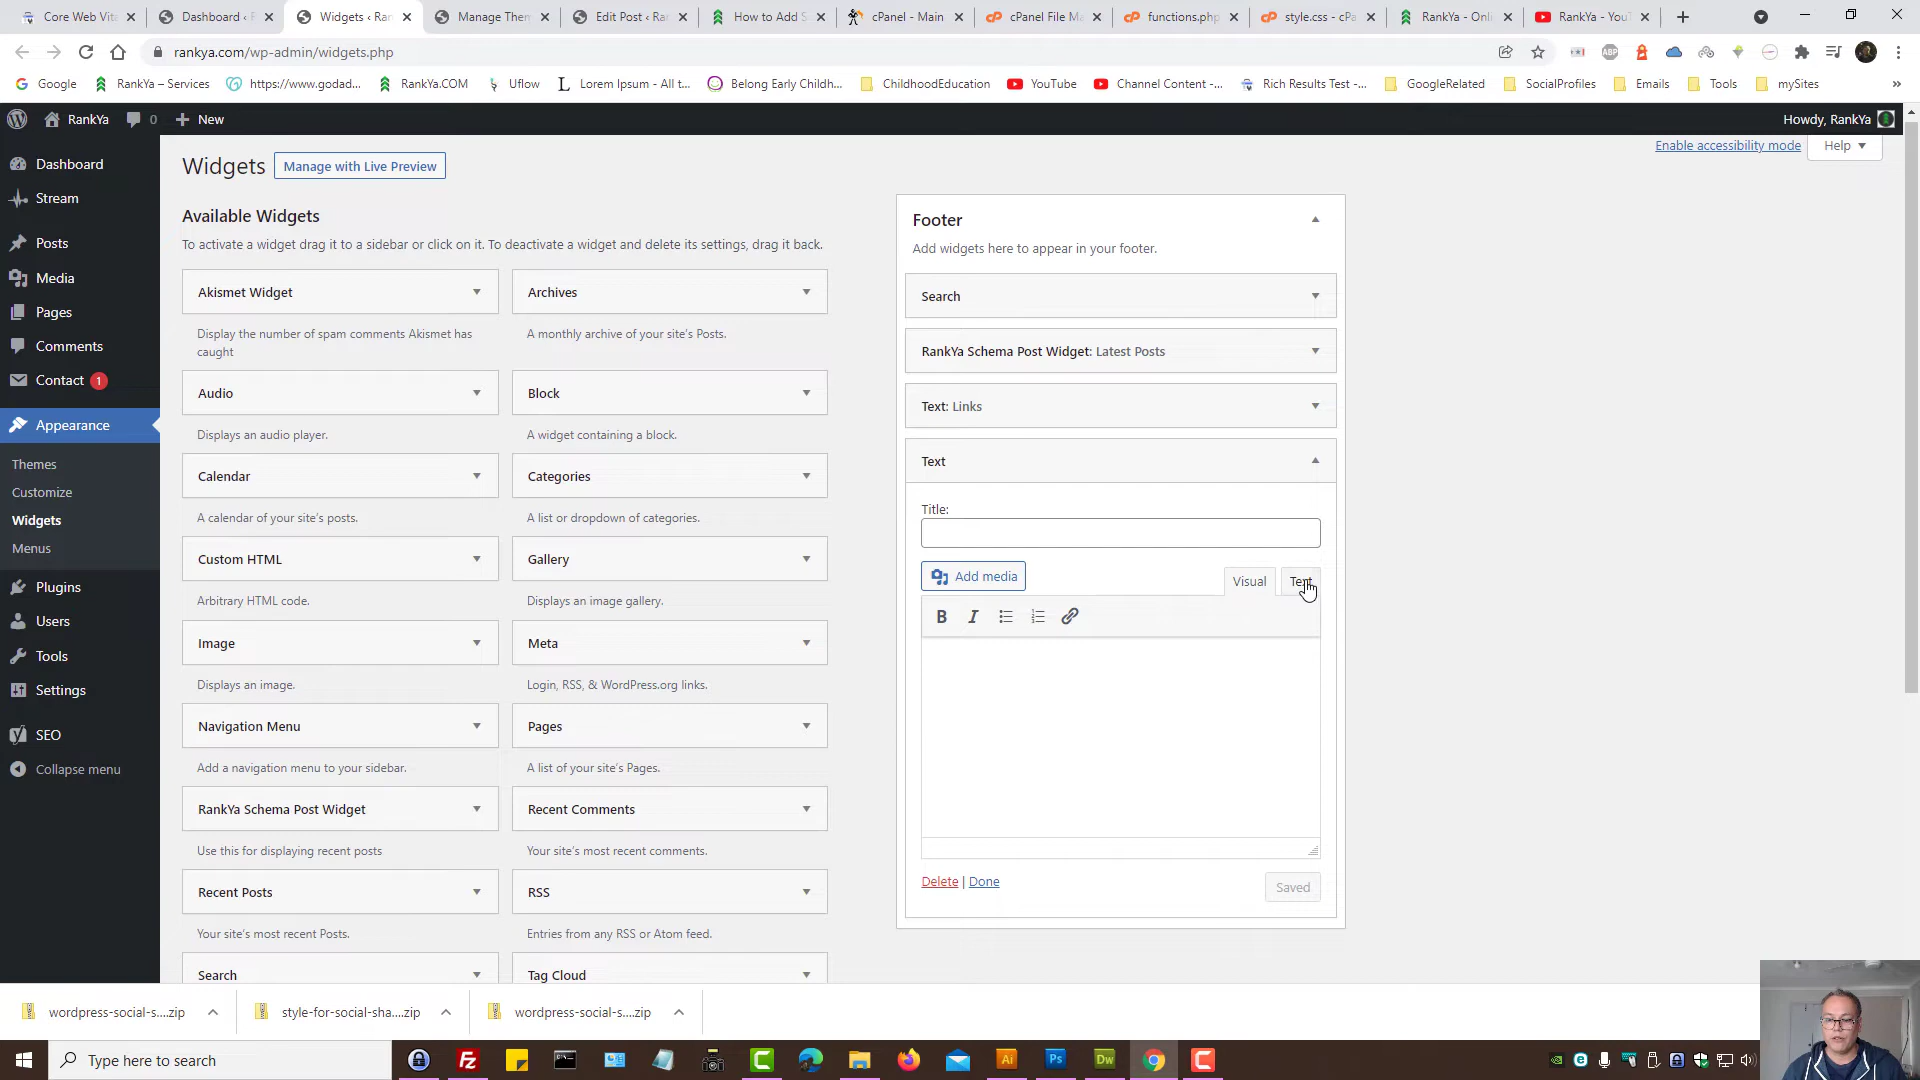 Core Web Vita
Dashboard ‹ F
Widgets ‹ Ran
Manage Them
Edit Post ‹ Ra
How to Add S
cPanel - Main
cPanel File Ma
functions.php
style.css - cPa
RankYa - Onli
RankYa - YouT
rankya.com/wp-admin/widgets.php
ABP
Google
RankYa – Services
https://www.godad...
RankYa.COM
Uflow
Lorem Ipsum - All t...
Belong Early Childh...
ChildhoodEducation
YouTube
Channel Content -...
Rich Results Test -...
GoogleRelated
SocialProfiles
Emails
Tools
mySites
»
RankYa
0
New
Howdy, RankYa
Dashboard
Stream
Posts
Media
Pages
Comments
Contact 1
Appearance
Themes
Customize
Widgets
Menus
Plugins
Users
Tools
Settings
SEO
Collapse menu
Widgets
Manage with Live Preview
Enable accessibility mode
Help
Available Widgets
To activate a widget drag it to a sidebar or click on it. To deactivate a widget and delete its settings, drag it back.
Akismet Widget
Display the number of spam comments Akismet has
caught
Archives
A monthly archive of your site's Posts.
Audio
Displays an audio player.
Block
A widget containing a block.
Calendar
A calendar of your site's posts.
Categories
A list or dropdown of categories.
Custom HTML
Arbitrary HTML code.
Gallery
Displays an image gallery.
Image
Displays an image.
Meta
Login, RSS, & WordPress.org links.
Navigation Menu
Add a navigation menu to your sidebar.
Pages
A list of your site's Pages.
RankYa Schema Post Widget
Use this for displaying recent posts
Recent Comments
Your site's most recent comments.
Recent Posts
Your site's most recent Posts.
RSS
Entries from any RSS or Atom feed.
Search
Tag Cloud
Footer
Add widgets here to appear in your footer.
Search
RankYa Schema Post Widget: Latest Posts
Text: Links
Text
Title:
Add media
Visual
Text
B I
Delete | Done
Saved
wordpress-social-s....zip
style-for-social-sha....zip
wordpress-social-s....zip
Type here to search
Fz
Ai
Ps
Dw